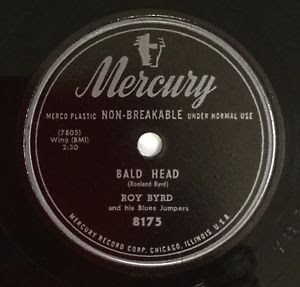 Mercury
MERCO PLASTIC NON-BREAKABLE UNDER NORMAL USE
(7805)
Wing (BMI)
2:30
BALD HEAD
(Roeland Byrd)
ROY BYRD
and his Blues Jumpers
8175
MERCURY RECORD CORP. CHICAGO, ILLINOIS, U.S.A.